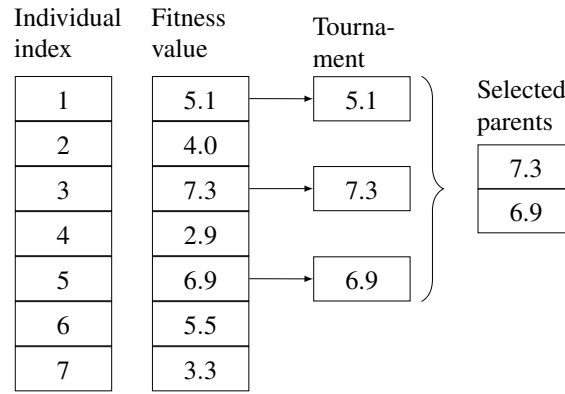 Individual
index
Fitness
value
Tourna-
ment
Selected
parents
1
5.1
5.1
2
4.0
3
7.3
7.3
4
2.9
5
6.9
6.9
6
5.5
7
3.3
7.3
6.9